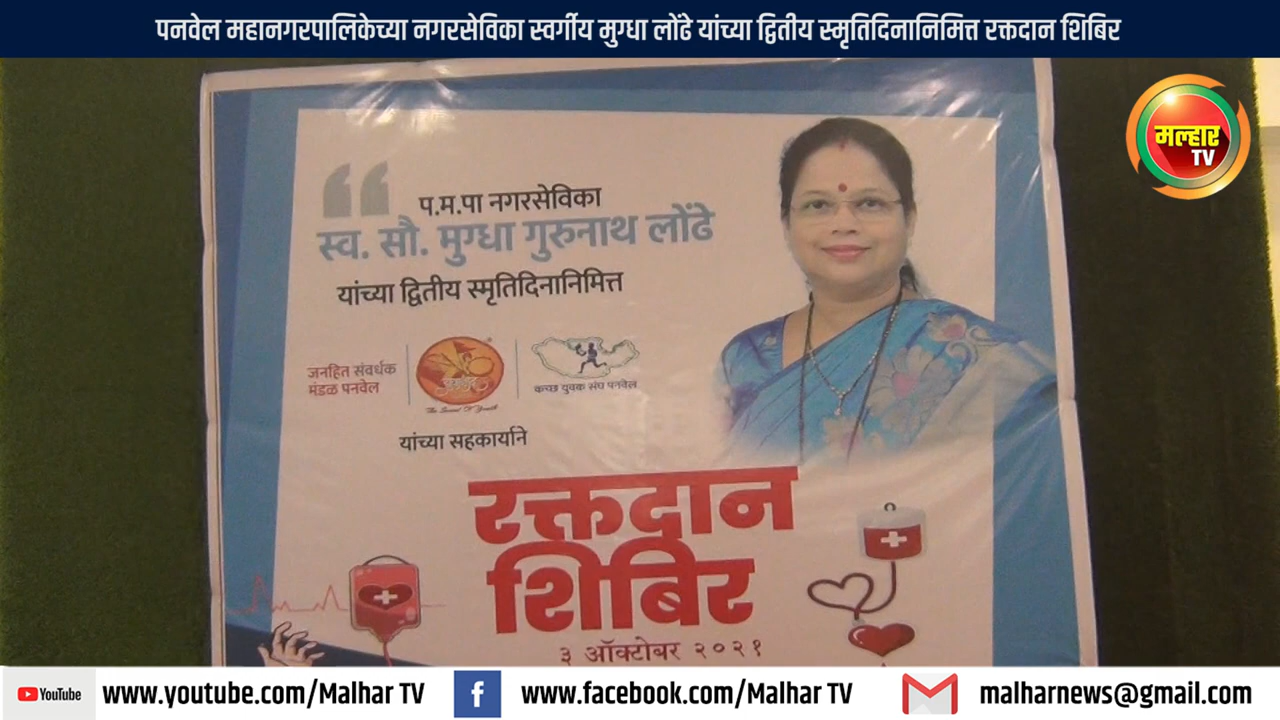 पनवेल महानगरपालिकेच्या नगरसेविका स्वर्गीय मुग्धा लोंढे यांच्या द्वितीय स्मृतिदिनानिमित्त रक्तदान शिबिर
मल्हार
TV
प.म.पा नगरसेविका
स्व. सौ. मुग्धा गुरुनाथ लोंढे
यांच्या द्वितीय स्मृतिदिनानिमित्त
जनहित संवर्धक
मंडळ पनवेल
कच्छ युवक संघ पनवेल
यांच्या सहकार्याने
रक्तदान
शिबिर
३ ऑक्टोबर २०२१
YouTube www.youtube.com/Malhar TV
www.facebook.com/Malhar TV
malharnews@gmail.com